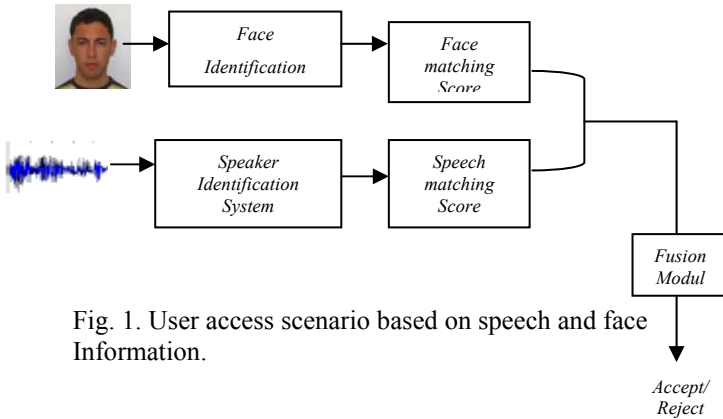 Face
Identification
Face
matching
Score
Speaker
Identification
System
Speech
matching
Score
Fusion
Modul
Fig. 1. User access scenario based on speech and face
Information.
Accept/
Reject